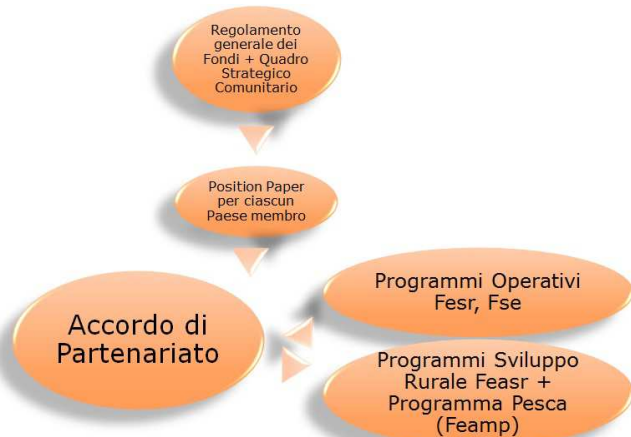 Regolamento
generale dei
Fondi + Quadro
Strategico
Comunitario
Position Paper
per ciascun
Paese membro
Accordo di
Partenariato
Programmi Operativi
Fesr, Fse
Programmi Sviluppo
Rurale Feasr +
Programma Pesca
(Feamp)